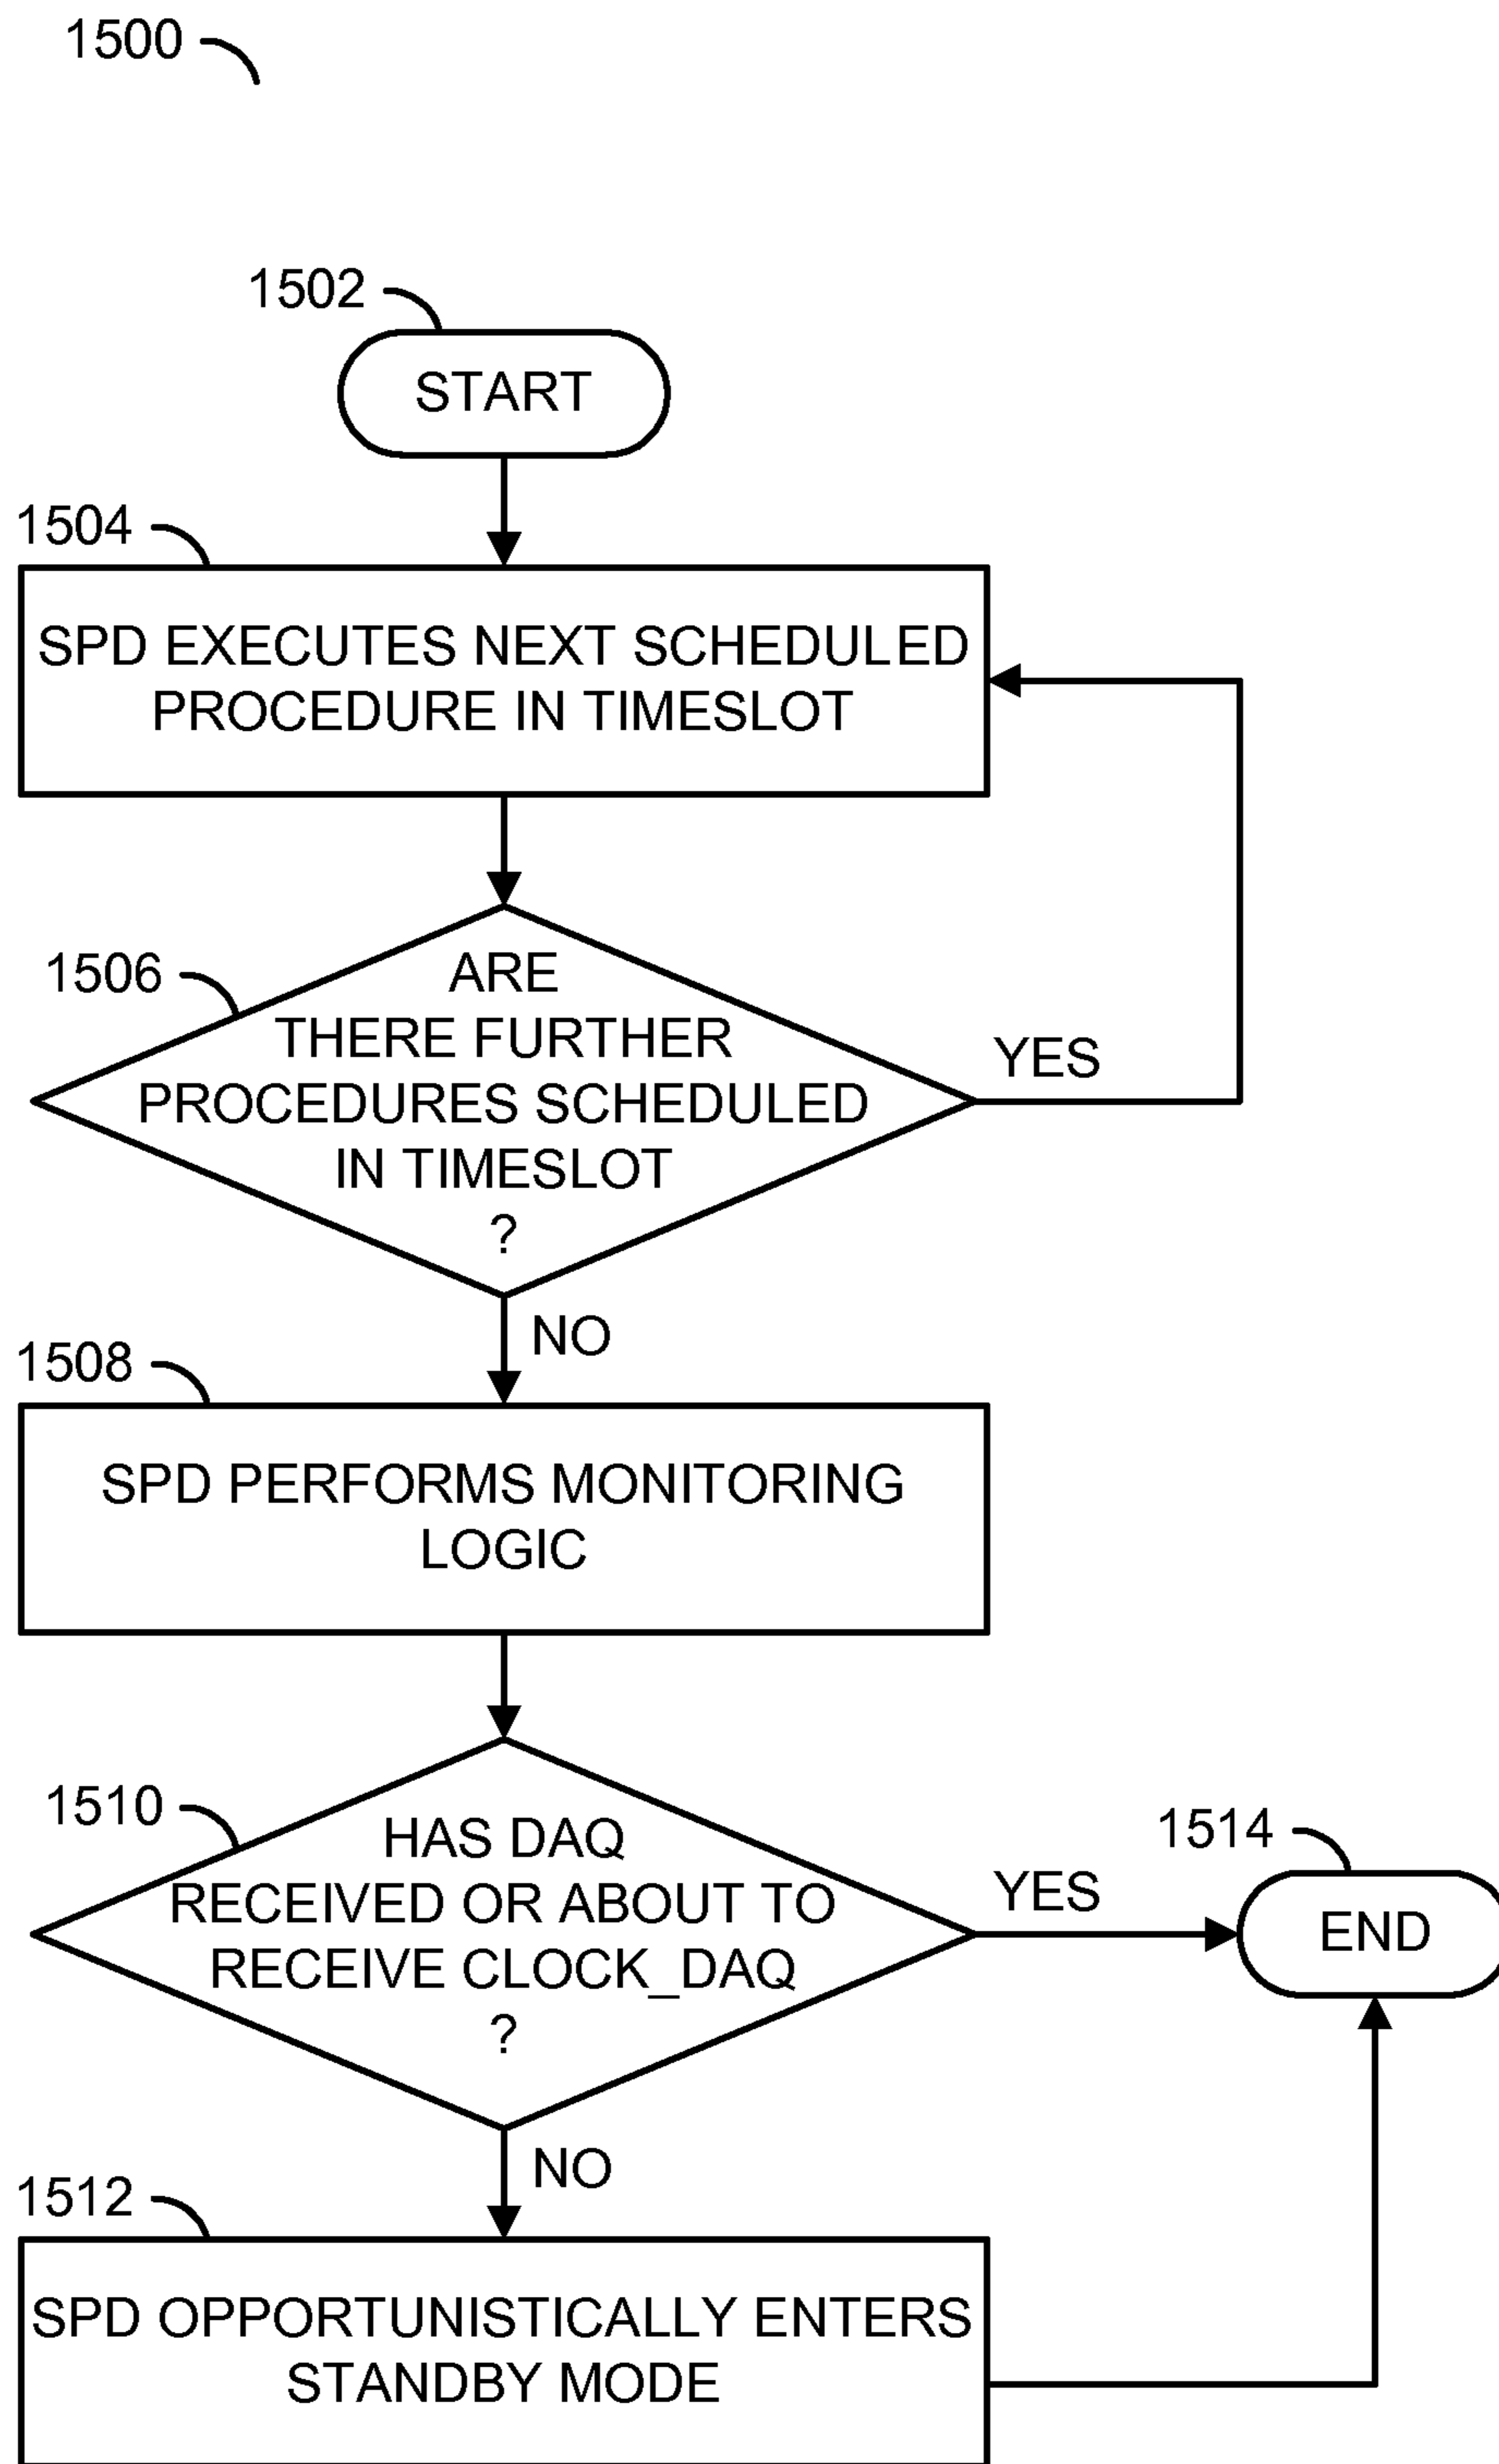 1500
1502
START
1504
SPD EXECUTES NEXT SCHEDULED
PROCEDURE IN TIMESLOT
1506
ARE
THERE FURTHER
PROCEDURES SCHEDULED
IN TIMESLOT
?
YES
NO
1508
SPD PERFORMS MONITORING
LOGIC
1510
HAS DAQ
RECEIVED OR ABOUT TO
RECEIVE CLOCK_DAQ
?
YES
1514
END
NO
1512
SPD OPPORTUNISTICALLY ENTERS
STANDBY MODE